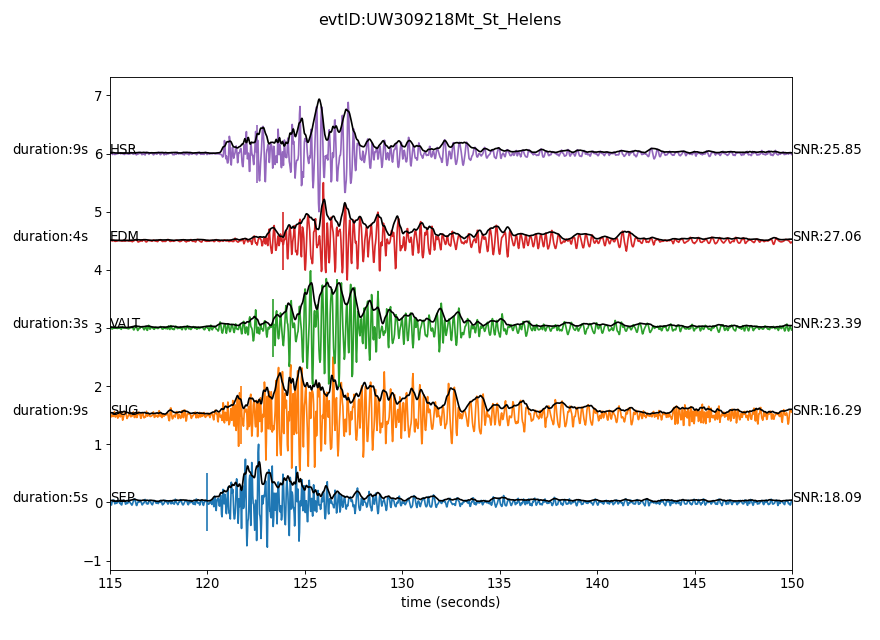 evtID:UW309218Mt_St_Helens
7
duration:9s HSR SNR:25.85
6
5
duration:4s EDM SNR:27.06
4
duration:3s VALT SNR:23.39
3
2
duration:9s SUG SNR:16.29
1
duration:5s SEP SNR:18.09
0
−1
115 120 125 130 135 140 145 150
time (seconds)